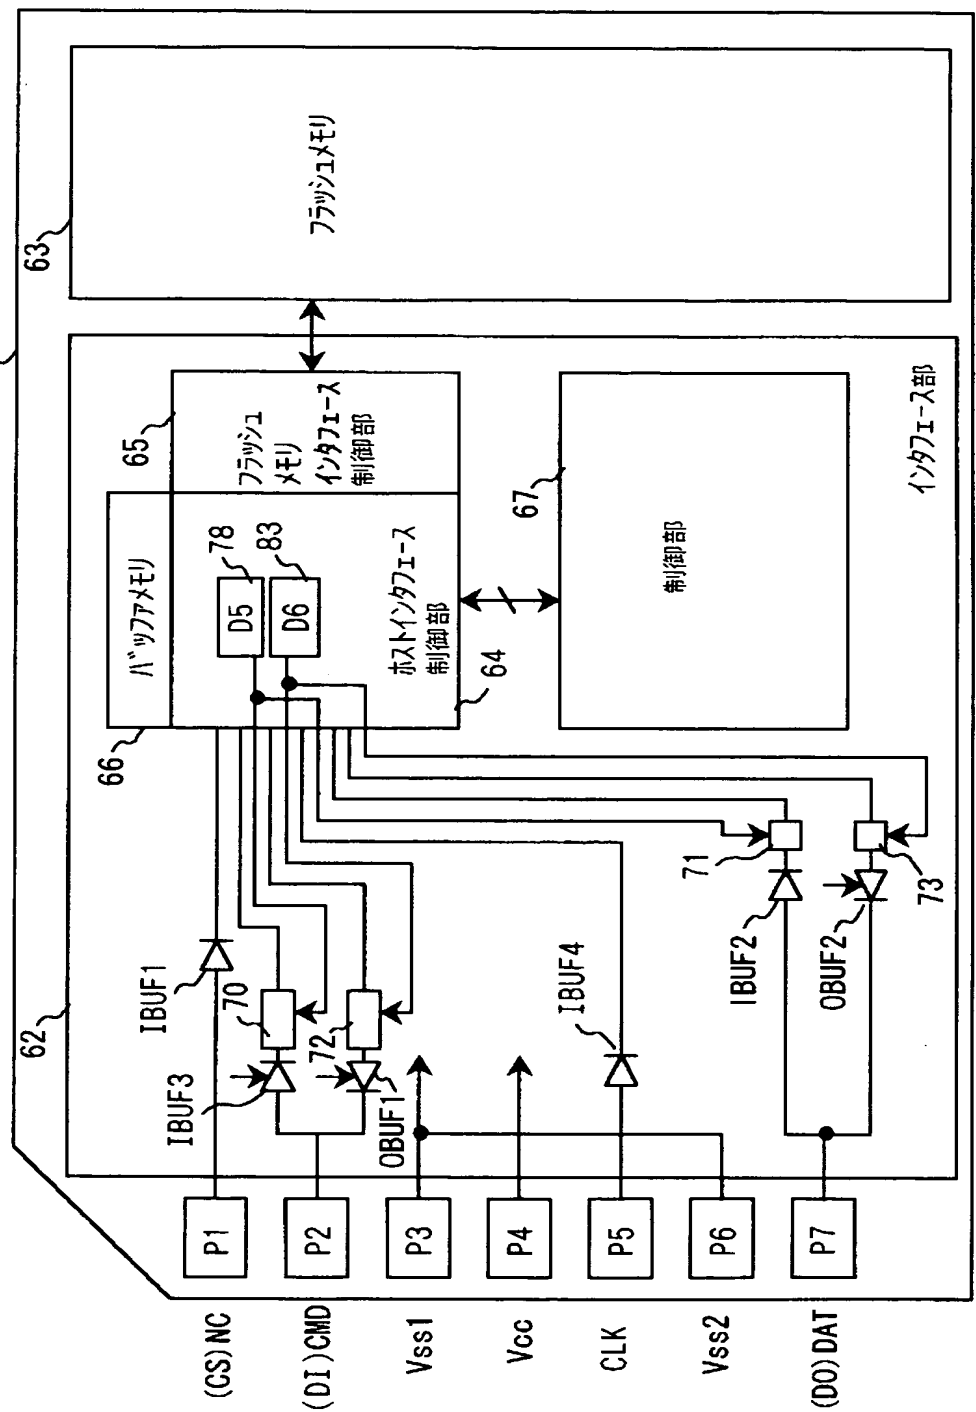 63
フラッシュメモリ
62
65
フラッシュ
メモリ
インタフェース
制御部
バッファメモリ
66
D5
78
D6
83
ホストインタフェース
制御部
64
67
制御部
インタフェース部
IBUF1
70
IBUF3
72
OBUF1
IBUF4
71
IBUF2
73
OBUF2
P1
P2
P3
P4
P5
P6
P7
(CS)NC
(DI)CMD
Vss1
Vcc
CLK
Vss2
(DO)DAT